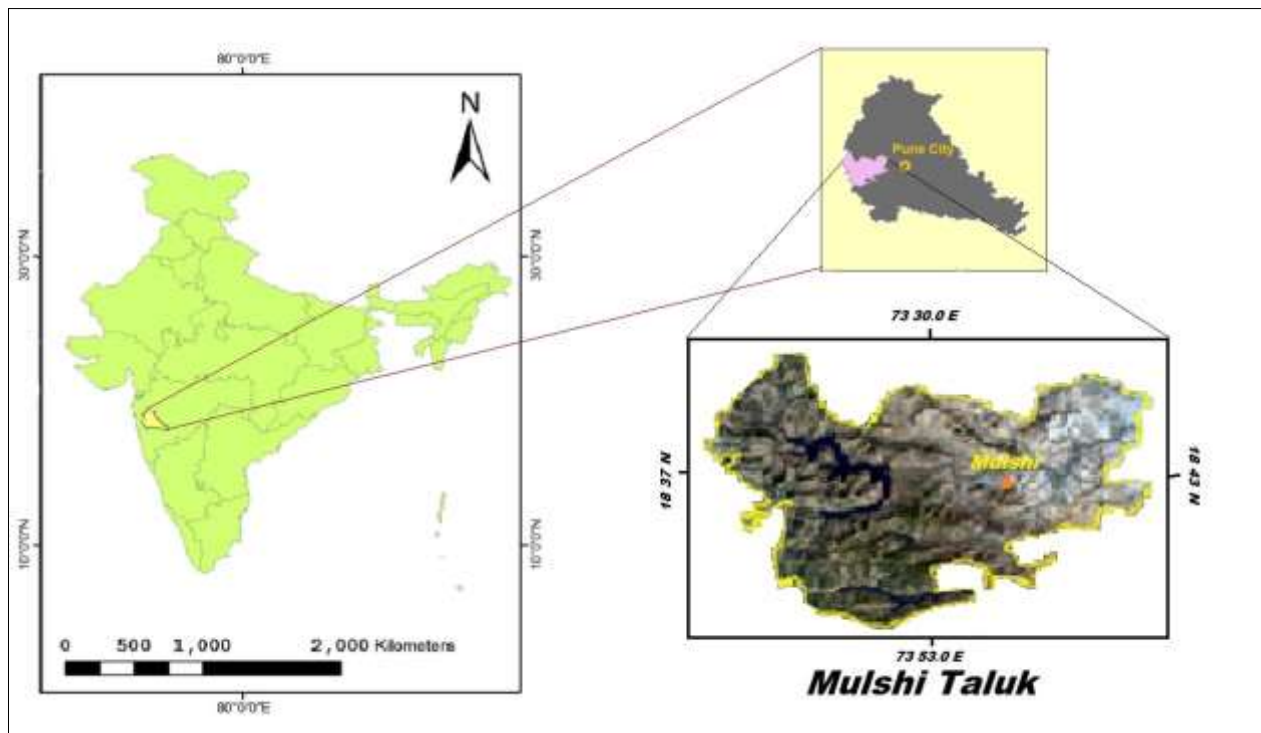 80°0'0"E
N
30°0'0"N
30°0'0"N
10°0'0"N
10°0'0"N
0 500 1,000 2,000 Kilometers
80°0'0"E
Pune City
73 30.0 E
18 37 N
Mulshi
18 43 N
73 53.0 E
Mulshi Taluk